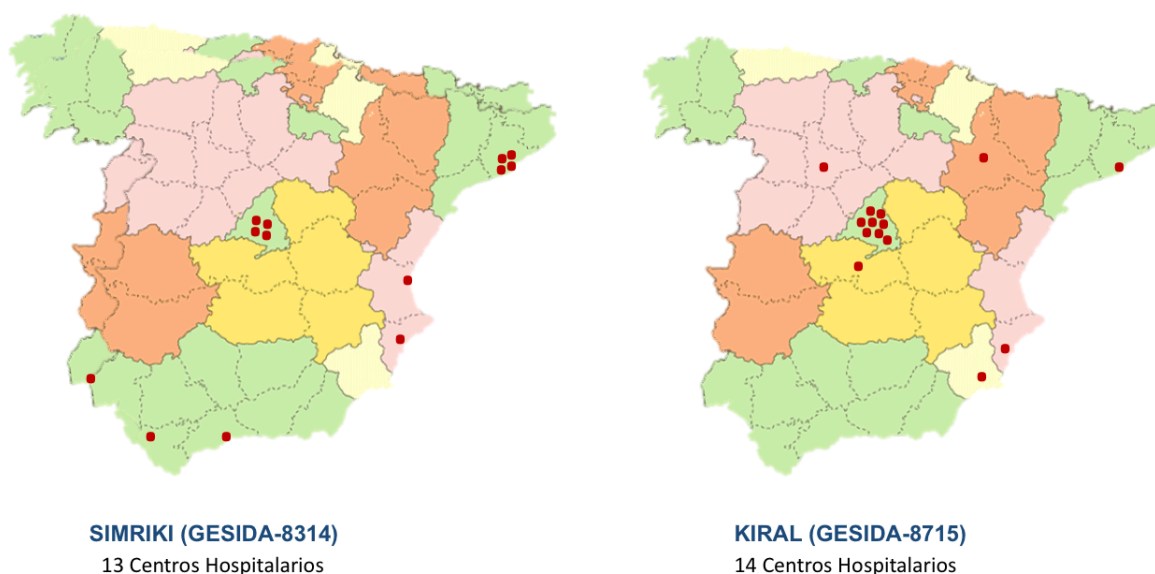 SIMRIKI (GESIDA-8314)
13 Centros Hospitalarios
KIRAL (GESIDA-8715)
14 Centros Hospitalarios